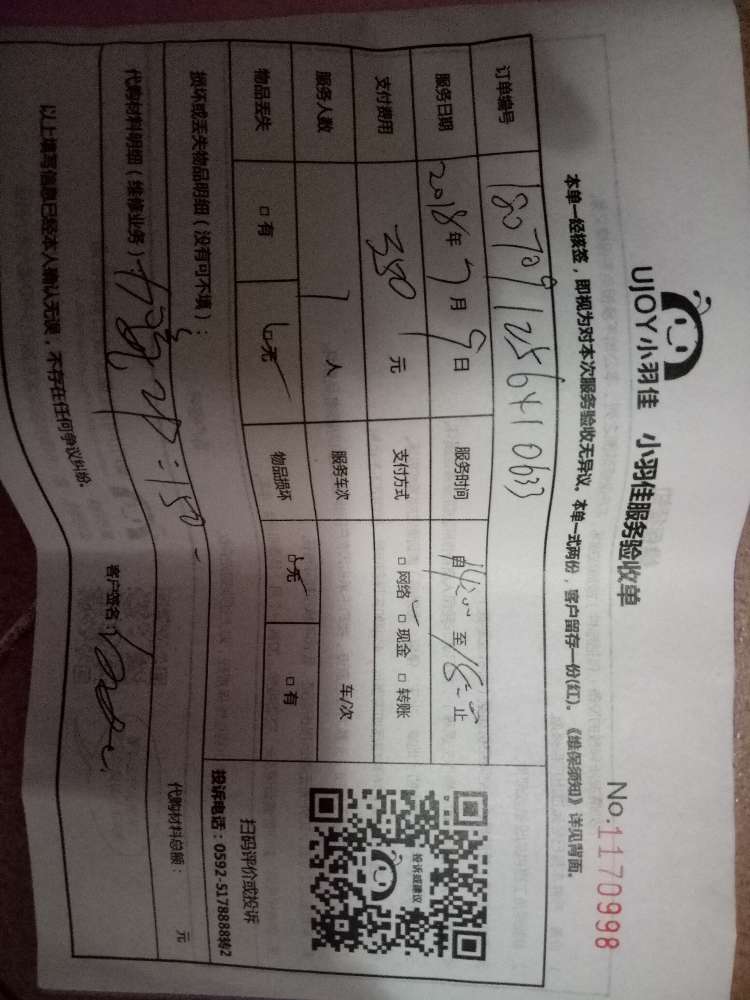 UJOY小羽佳 小羽佳服务验收单
No.1170998
本单一经核签，即视为对本次服务验收无异议。本单一式两份，客户留存一份(红)。《维保须知》详见背面。
订单编号
服务日期 2018年7月9日 服务时间 自 至 止
支付费用 350元 支付方式 □网络 □现金 □转账
服务人数 1人 服务车次 车/次
物品丢失 □有 □无 物品损坏 □无 □有
损坏或丢失物品明细（没有可不填）：
代购材料明细（维修业务）： 代购材料总额： 元
以上填写信息已经本人确认无误，不存在任何争议纠纷。 客户签名：
投诉或建议
扫码评价或投诉
投诉电话：0592-5178888转2